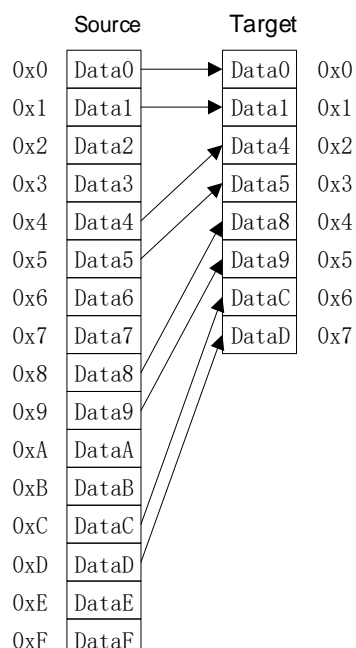 Source Target
0x0 Data0 Data0 0x0
0x1 Data1 Data1 0x1
0x2 Data2 Data4 0x2
0x3 Data3 Data5 0x3
0x4 Data4 Data8 0x4
0x5 Data5 Data9 0x5
0x6 Data6 DataC 0x6
0x7 Data7 DataD 0x7
0x8 Data8
0x9 Data9
0xA DataA
0xB DataB
0xC DataC
0xD DataD
0xE DataE
0xF DataF